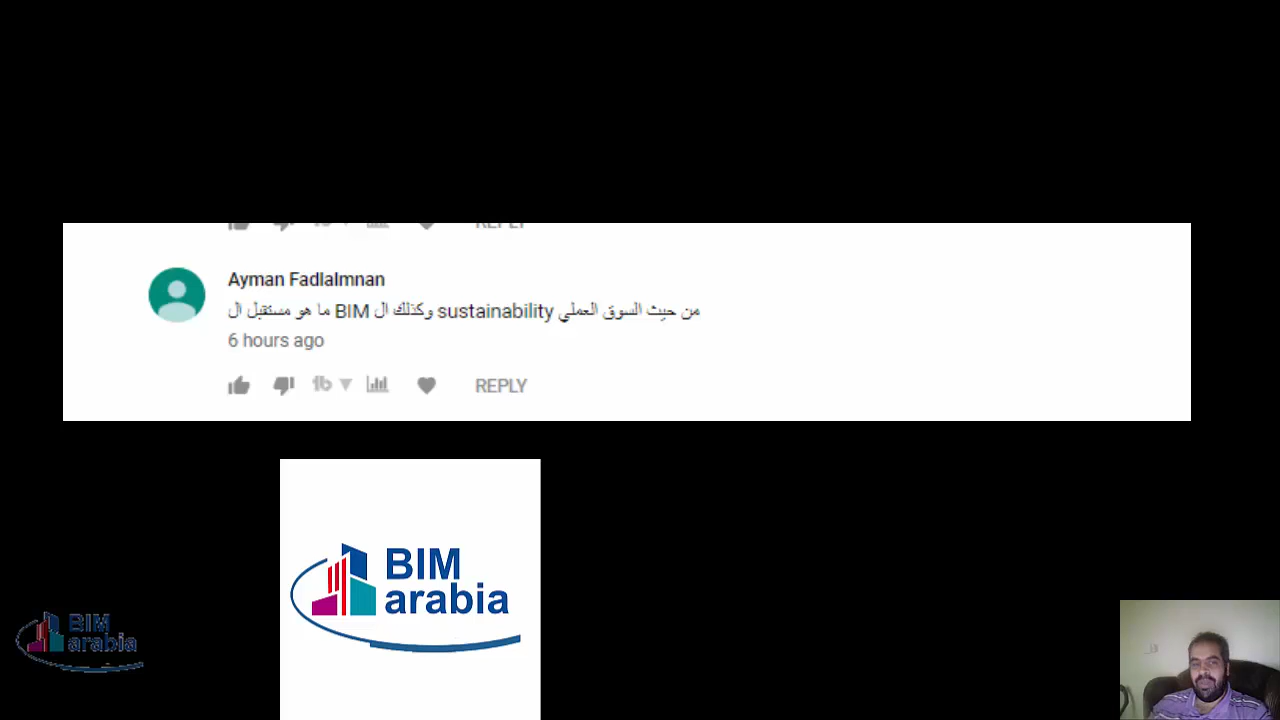 REPLY
Ayman Fadlalmnan
ما هو مستقبل ال BIM وكذلك ال sustainability من حيث السوق العملي
6 hours ago
REPLY
BIM
arabia
BIM
arabia